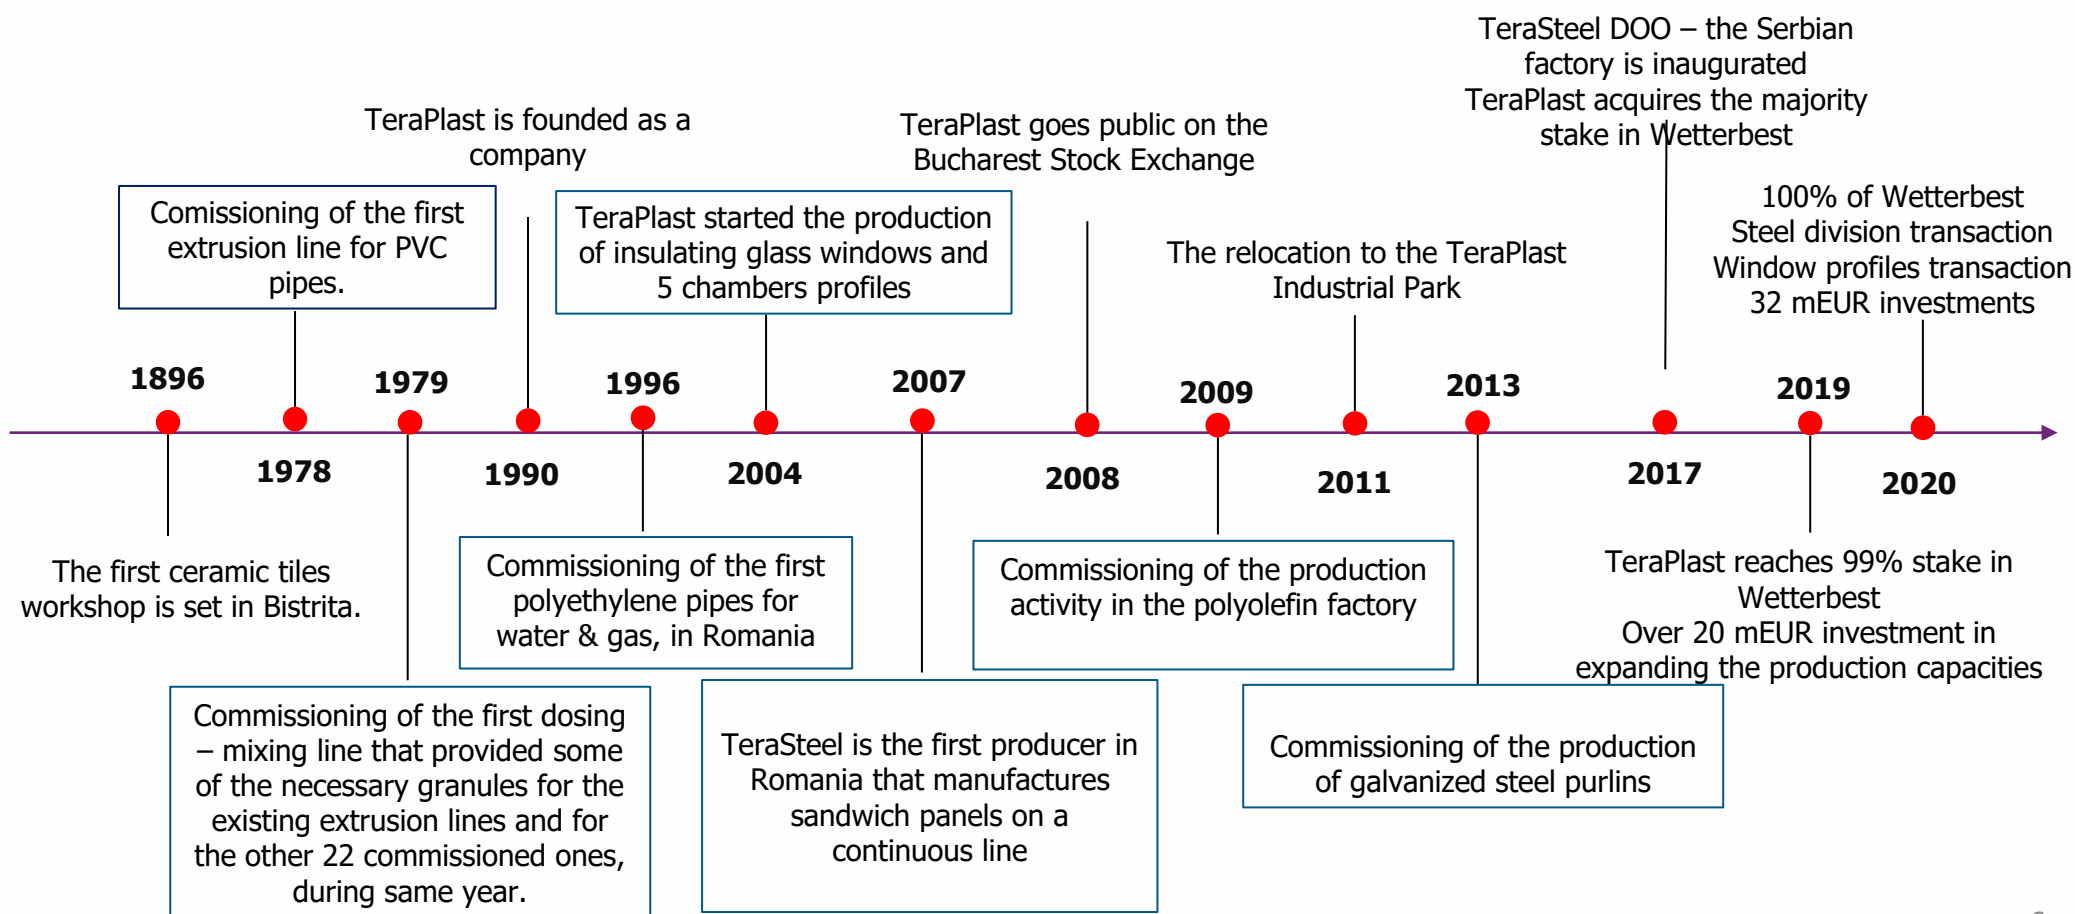 TeraSteel DOO – the Serbian
factory is inaugurated
TeraPlast acquires the majority
stake in Wetterbest
TeraPlast is founded as a
company
TeraPlast goes public on the
Bucharest Stock Exchange
Comissioning of the first
extrusion line for PVC
pipes.
TeraPlast started the production
of insulating glass windows and
5 chambers profiles
The relocation to the TeraPlast
Industrial Park
100% of Wetterbest
Steel division transaction
Window profiles transaction
32 mEUR investments
1896
1979
1996
2007
2009
2013
2019
1978
1990
2004
2008
2011
2017
2020
The first ceramic tiles
workshop is set in Bistrita.
Commissioning of the first
polyethylene pipes for
water & gas, in Romania
Commissioning of the production
activity in the polyolefin factory
TeraPlast reaches 99% stake in
Wetterbest
Over 20 mEUR investment in
expanding the production capacities
Commissioning of the first dosing
– mixing line that provided some
of the necessary granules for the
existing extrusion lines and for
the other 22 commissioned ones,
during same year.
TeraSteel is the first producer in
Romania that manufactures
sandwich panels on a
continuous line
Commissioning of the production
of galvanized steel purlins